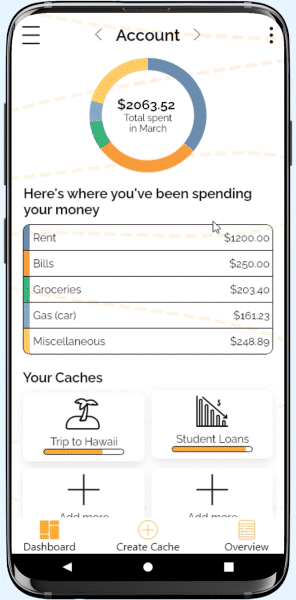 Account
$2063.52
Total spent
in March
Here's where you've been spending
your money
Rent $1200.00
Bills $250.00
Groceries $203.40
Gas (car) $161.23
Miscellaneous $248.89
Your Caches
$
Trip to Hawaii
Student Loans
Add more
Add more
Dashboard
Create Cache
Overview